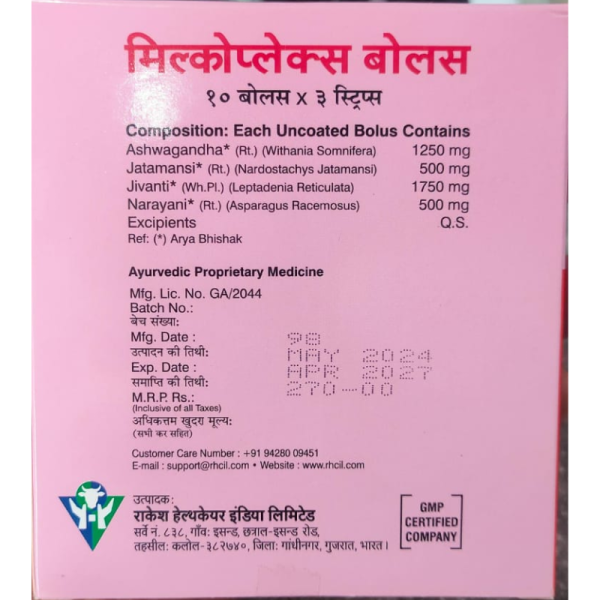 मिल्कोप्लेक्स बोलस
१० बोलस x ३ स्ट्रिप्स
Composition: Each Uncoated Bolus Contains
Ashwagandha* (Rt.) (Withania Somnifera) 1250 mg
Jatamansi* (Rt.) (Nardostachys Jatamansi) 500 mg
Jivanti* (Wh.Pl.) (Leptadenia Reticulata) 1750 mg
Narayani* (Rt.) (Asparagus Racemosus) 500 mg
Excipients Q.S.
Ref: (*) Arya Bhishak
Ayurvedic Proprietary Medicine
Mfg. Lic. No. GA/2044
Batch No.:
बेच संख्या: 98
Mfg. Date : MAY 2024
उत्पादन की तिथी:
Exp. Date : APR 2027
समाप्ति की तिथी: 270-00
M.R.P. Rs.:
(Inclusive of all Taxes)
अधिकत्तम खुदरा मूल्य:
(सभी कर सहित)
Customer Care Number : +91 94280 09451
E-mail : support@rhcil.com • Website : www.rhcil.com
उत्पादक:
राकेश हेल्थकेयर इंडिया लिमिटेड
सर्वे नं. ८३८, गाँव: इसन्ड, छत्राल-इसन्ड रोड,
तहसील: कलोल-३८२७४०, जिला: गांधीनगर, गुजरात, भारत।
GMP
CERTIFIED
COMPANY